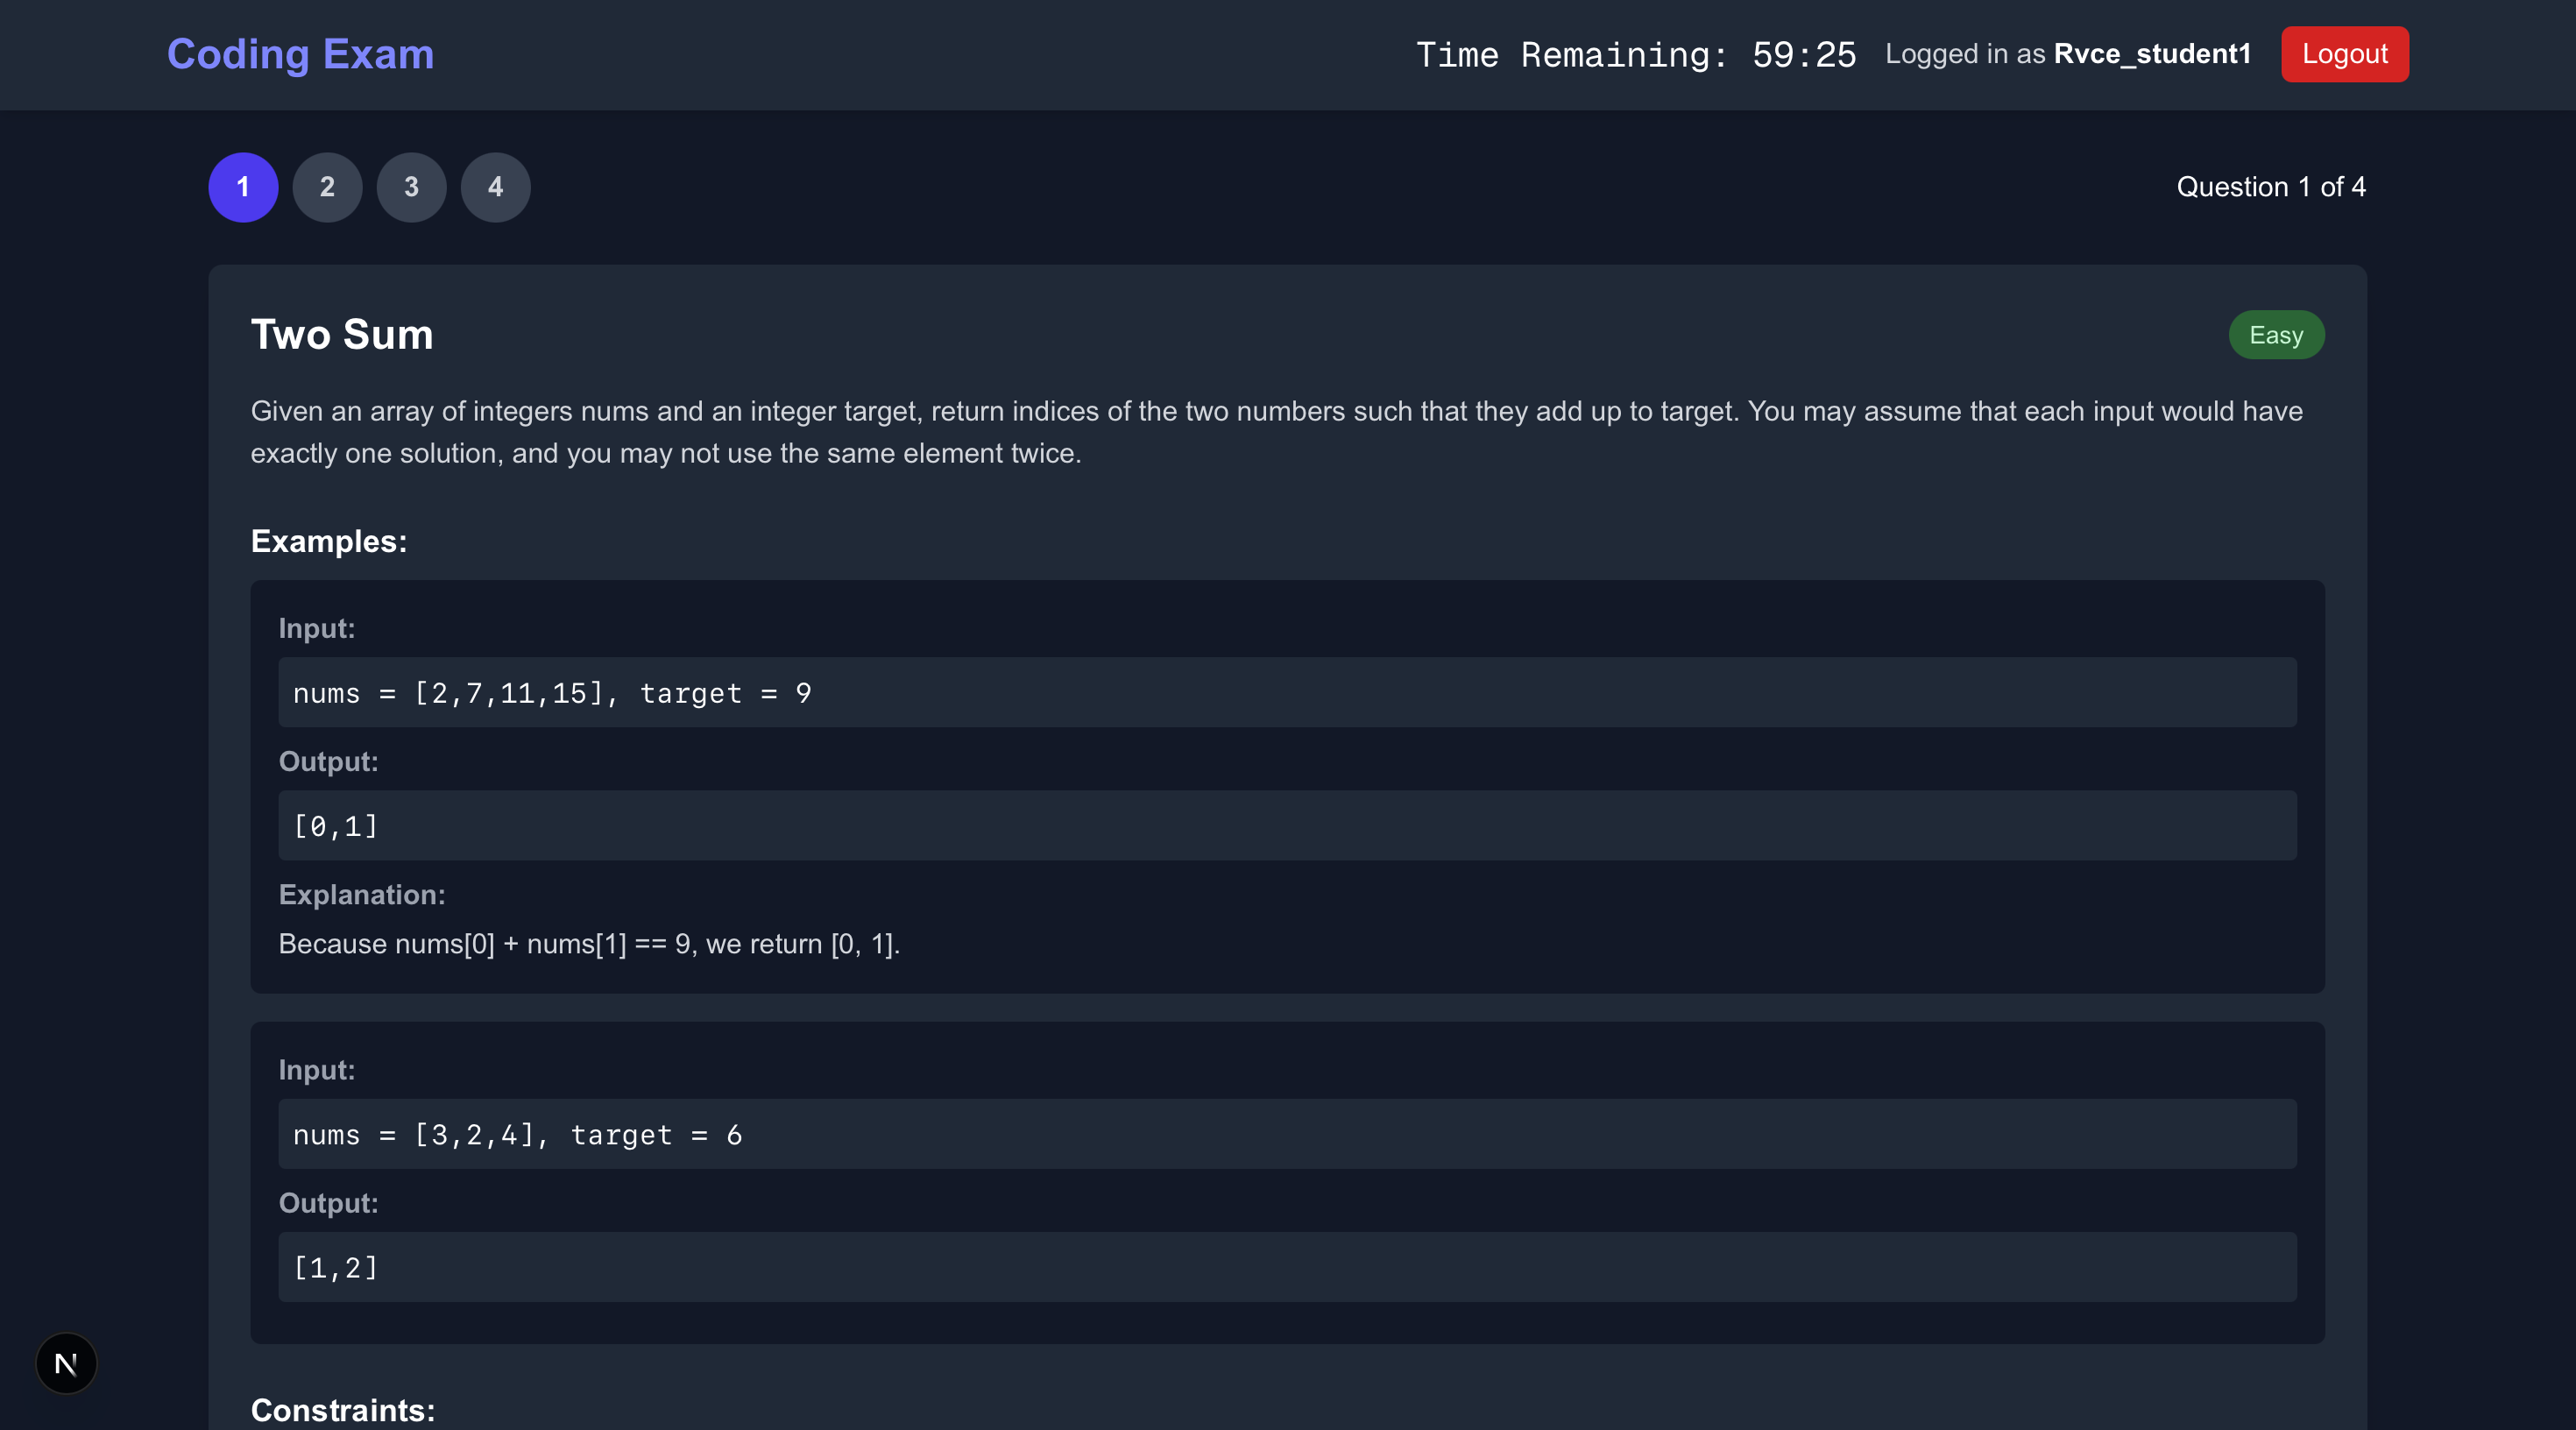 Coding Exam
Time Remaining: 59:25
Logged in as Rvce_student1
Logout
1
2
3
4
Question 1 of 4
Two Sum
Easy
Given an array of integers nums and an integer target, return indices of the two numbers such that they add up to target. You may assume that each input would have
exactly one solution, and you may not use the same element twice.
Examples:
Input:
nums = [2,7,11,15], target = 9
Output:
[0,1]
Explanation:
Because nums[0] + nums[1] == 9, we return [0, 1].
Input:
nums = [3,2,4], target = 6
Output:
[1,2]
N
Constraints: